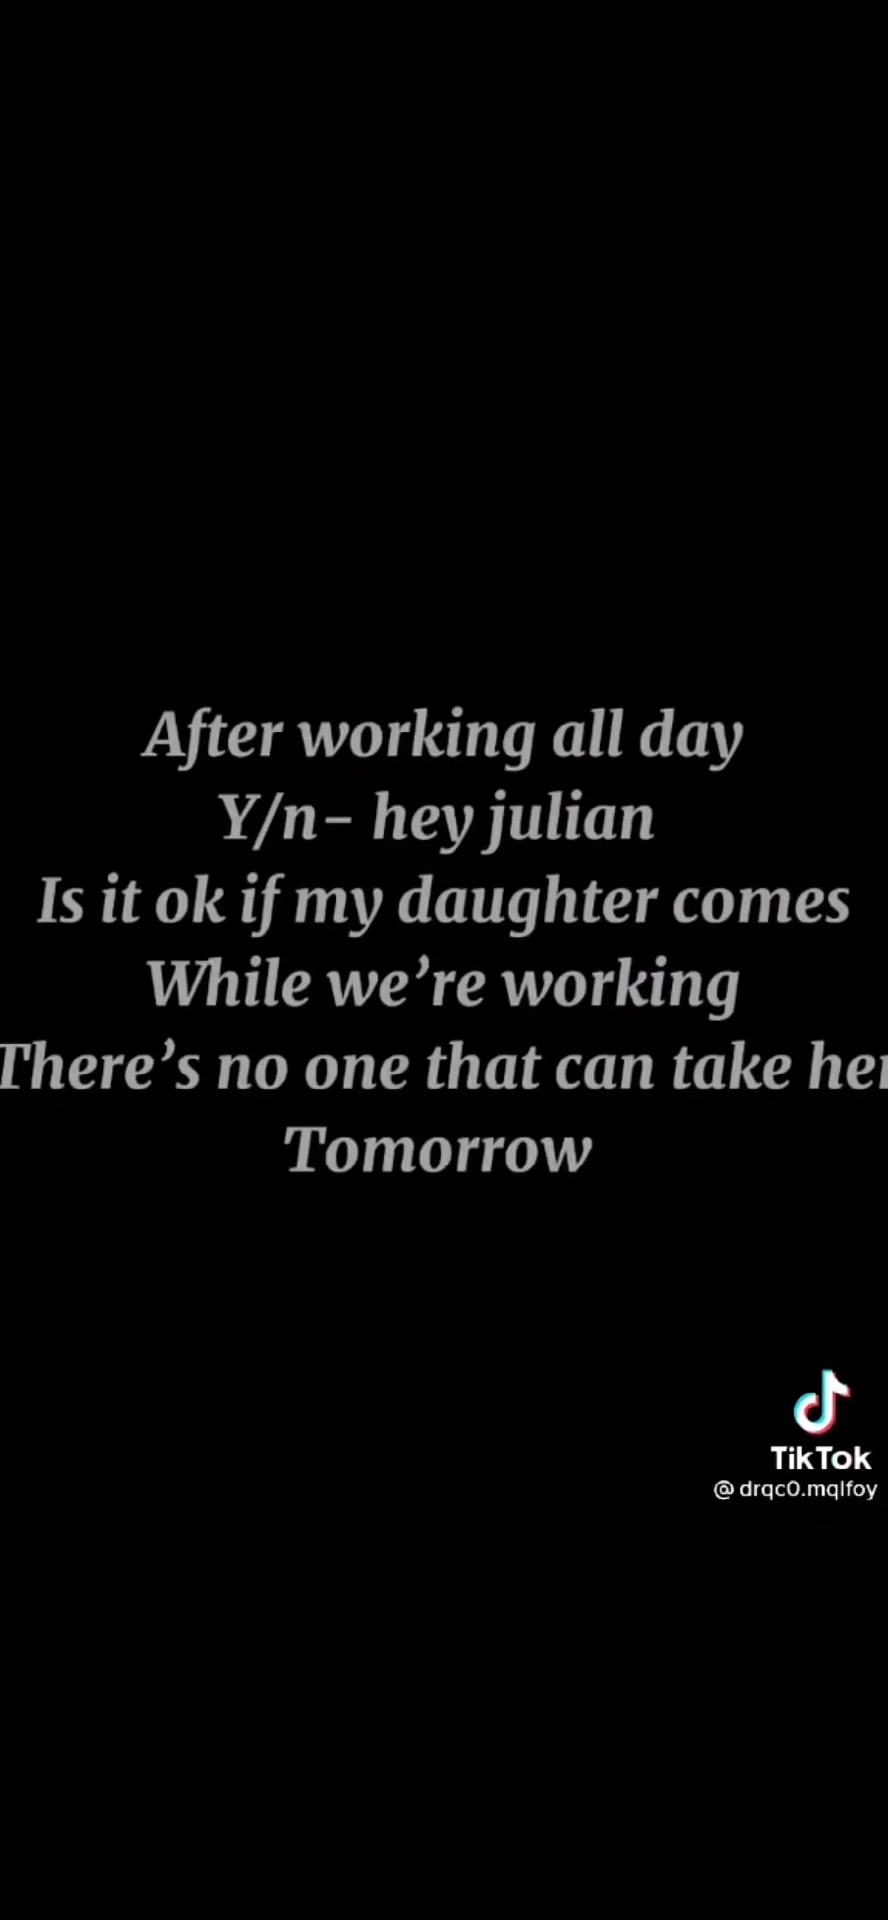 After working all day
Y/n- hey julian
Is it ok if my daughter comes
While we’re working
There’s no one that can take her
Tomorrow
TikTok
@drqc0.mqlfoy